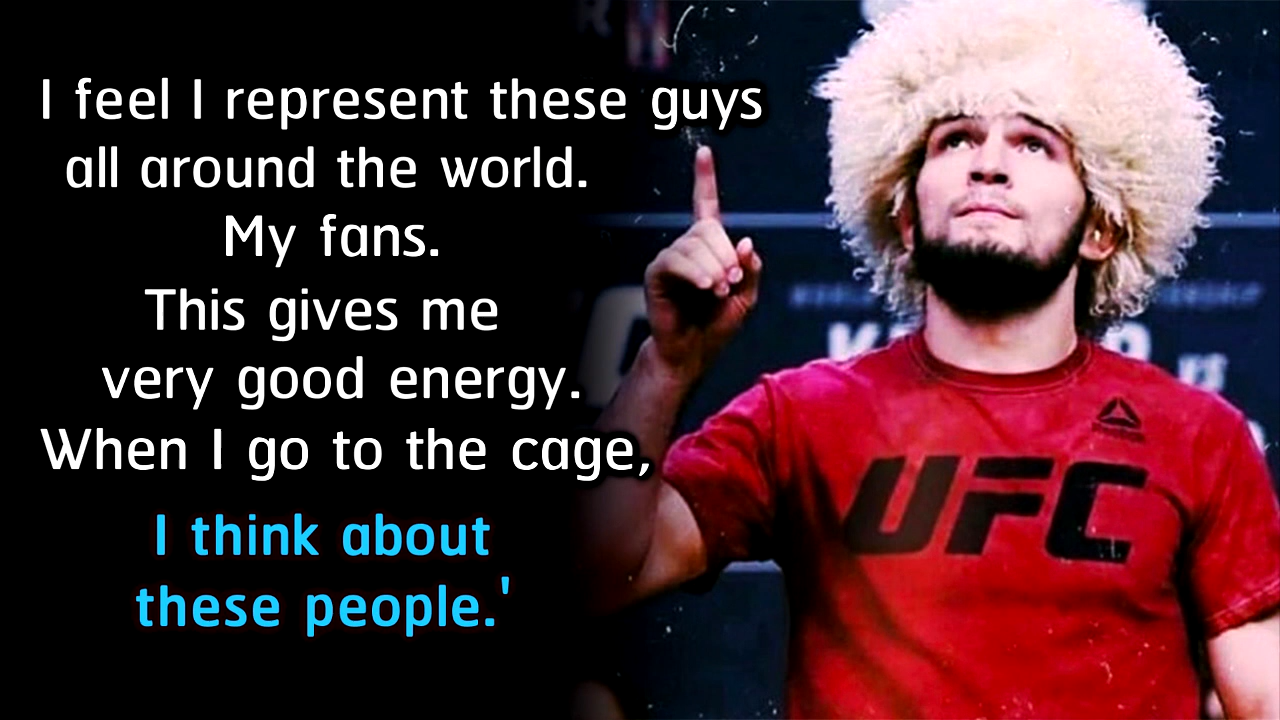 I feel I represent these guys
all around the world.
My fans.
This gives me
very good energy.
When I go to the cage,
I think about
these people.'
UFC